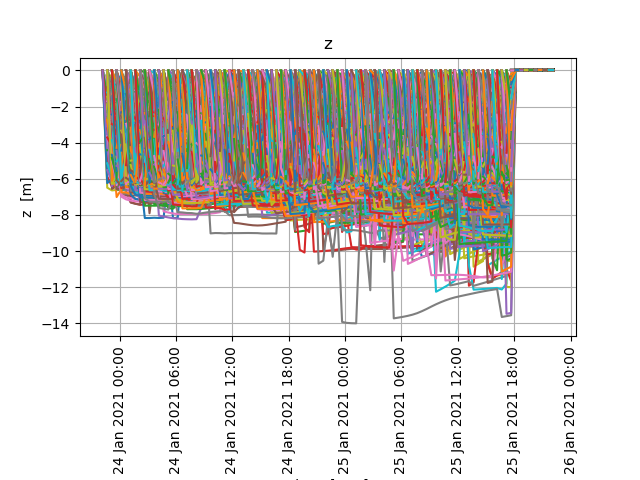 z
0
−2
−4
−6
−8
−10
−12
−14
z [m]
24 Jan 2021 00:00
24 Jan 2021 06:00
24 Jan 2021 12:00
24 Jan 2021 18:00
25 Jan 2021 00:00
25 Jan 2021 06:00
25 Jan 2021 12:00
25 Jan 2021 18:00
26 Jan 2021 00:00